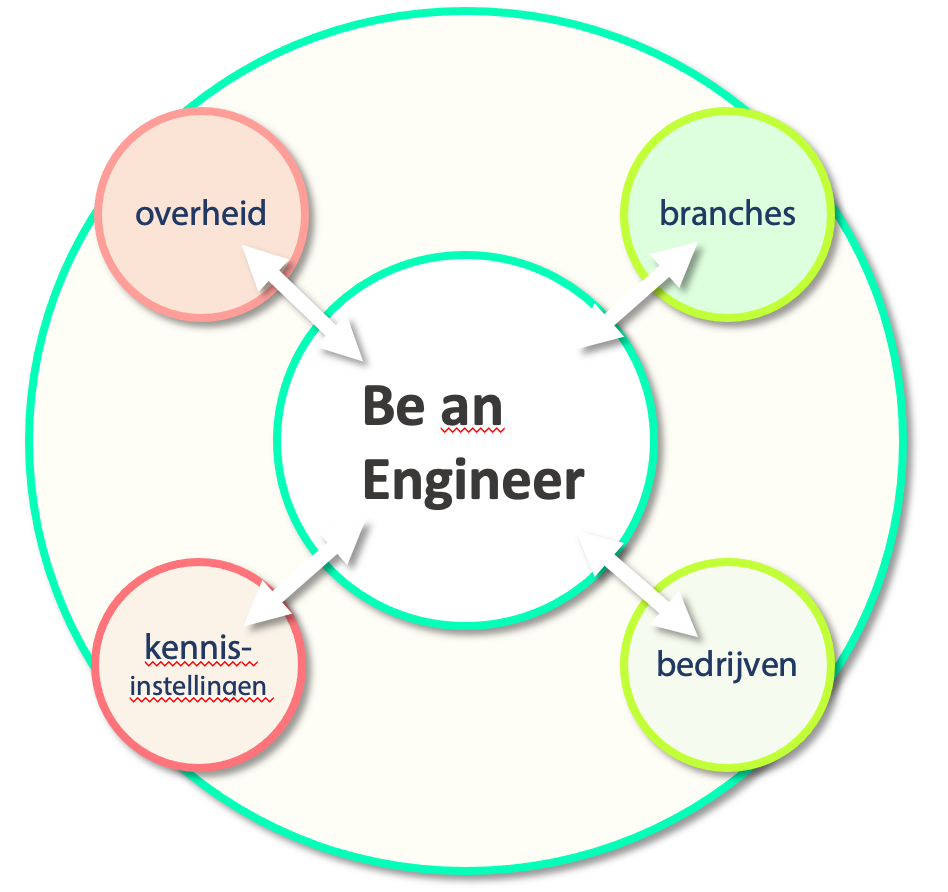 overheid
branches
Be an
Engineer
kennis-
instellingen
bedrijven